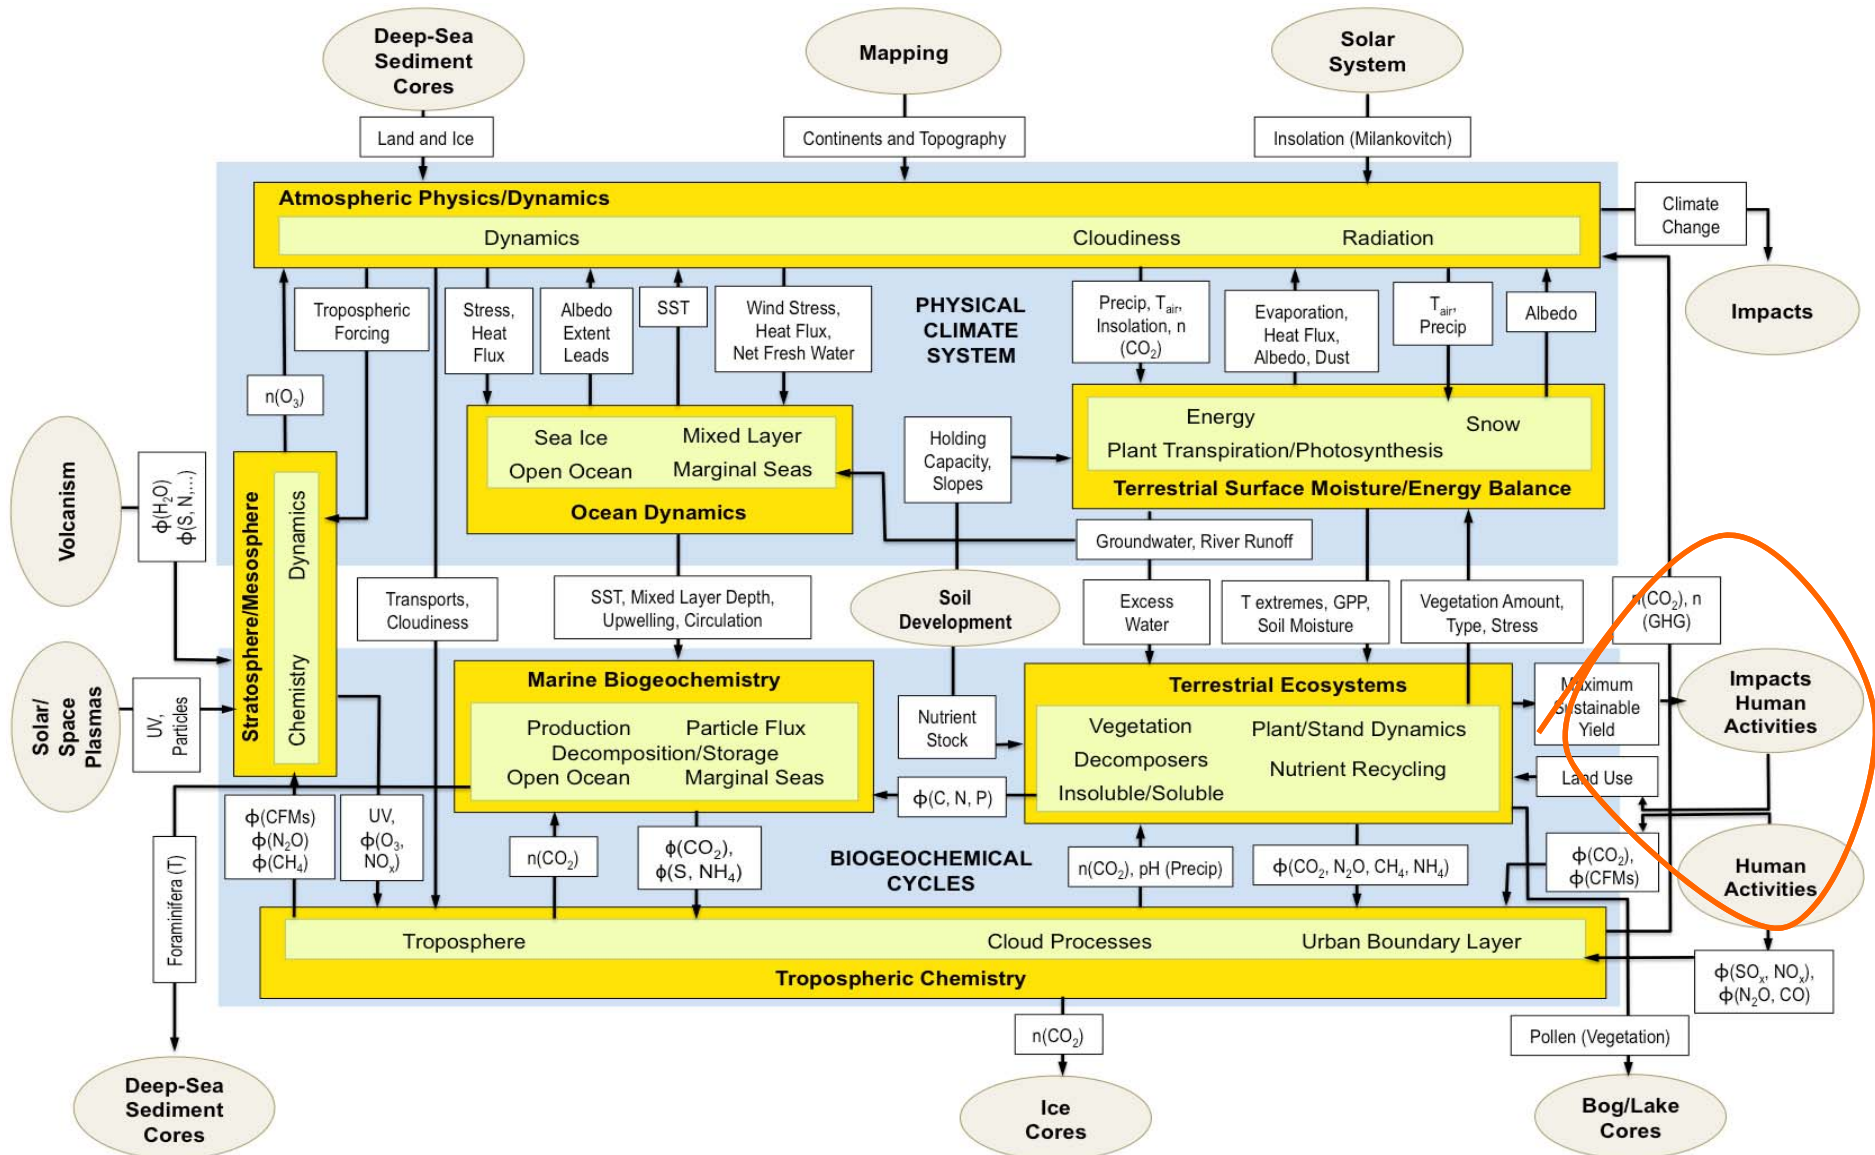 Deep-Sea
Sediment
Cores
Mapping
Solar
System
Land and Ice
Continents and Topography
Insolation (Milankovitch)
Atmospheric Physics/Dynamics
Dynamics
Cloudiness
Radiation
Climate
Change
Impacts
Tropospheric
Forcing
Stress,
Heat
Flux
Albedo
Extent
Leads
SST
Wind Stress,
Heat Flux,
Net Fresh Water
PHYSICAL
CLIMATE
SYSTEM
Precip, Tair,
Insolation, n
(CO2)
Evaporation,
Heat Flux,
Albedo, Dust
Tair,
Precip
Albedo
n(O3)
Volcanism
ϕ(H2O)
ϕ(S, N,...)
Stratosphere/Mesosphere
Dynamics
Chemistry
Sea Ice
Mixed Layer
Open Ocean
Marginal Seas
Ocean Dynamics
Holding
Capacity,
Slopes
Energy
Snow
Plant Transpiration/Photosynthesis
Terrestrial Surface Moisture/Energy Balance
Groundwater, River Runoff
Transports,
Cloudiness
SST, Mixed Layer Depth,
Upwelling, Circulation
Soil
Development
Excess
Water
T extremes, GPP,
Soil Moisture
Vegetation Amount,
Type, Stress
n(CO2), n
(GHG)
Solar/
Space
Plasmas
UV,
Particles
Marine Biogeochemistry
Production
Particle Flux
Decomposition/Storage
Open Ocean
Marginal Seas
Nutrient
Stock
Terrestrial Ecosystems
Vegetation
Plant/Stand Dynamics
Decomposers
Nutrient Recycling
Insoluble/Soluble
Maximum
Sustainable
Yield
Impacts
Human
Activities
Land Use
ϕ(C, N, P)
Foraminifera (T)
ϕ(CFMs)
ϕ(N2O)
ϕ(CH4)
UV,
ϕ(O3,
NOx)
n(CO2)
ϕ(CO2),
ϕ(S, NH4)
BIOGEOCHEMICAL
CYCLES
n(CO2), pH (Precip)
ϕ(CO2, N2O, CH4, NH4)
ϕ(CO2),
ϕ(CFMs)
Human
Activities
Troposphere
Cloud Processes
Urban Boundary Layer
Tropospheric Chemistry
ϕ(SOx, NOx),
ϕ(N2O, CO)
n(CO2)
Pollen (Vegetation)
Deep-Sea
Sediment
Cores
Ice
Cores
Bog/Lake
Cores